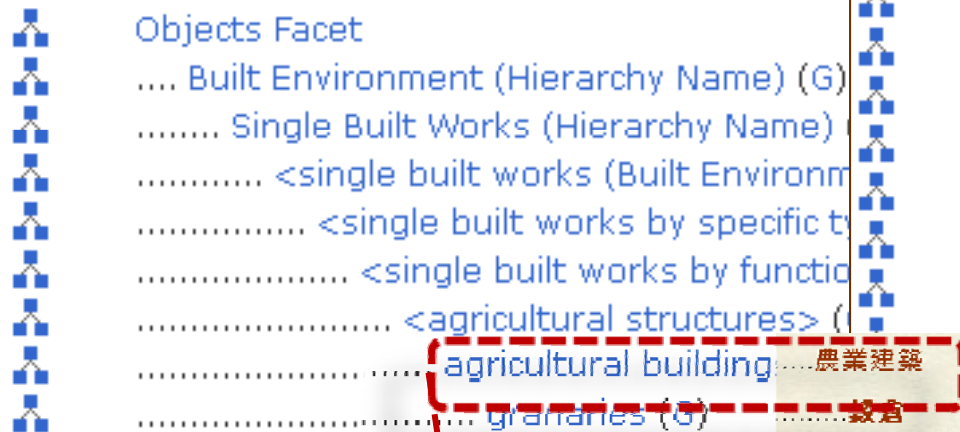 Objects Facet
.... Built Environment (Hierarchy Name) (G)
........ Single Built Works (Hierarchy Name) (
............ <single built works (Built Environm
................ <single built works by specific ty
.................... <single built works by functio
........................ <agricultural structures> (
............................ agricultural building ..... 農業建築
................................ granaries (G) ..... 穀倉